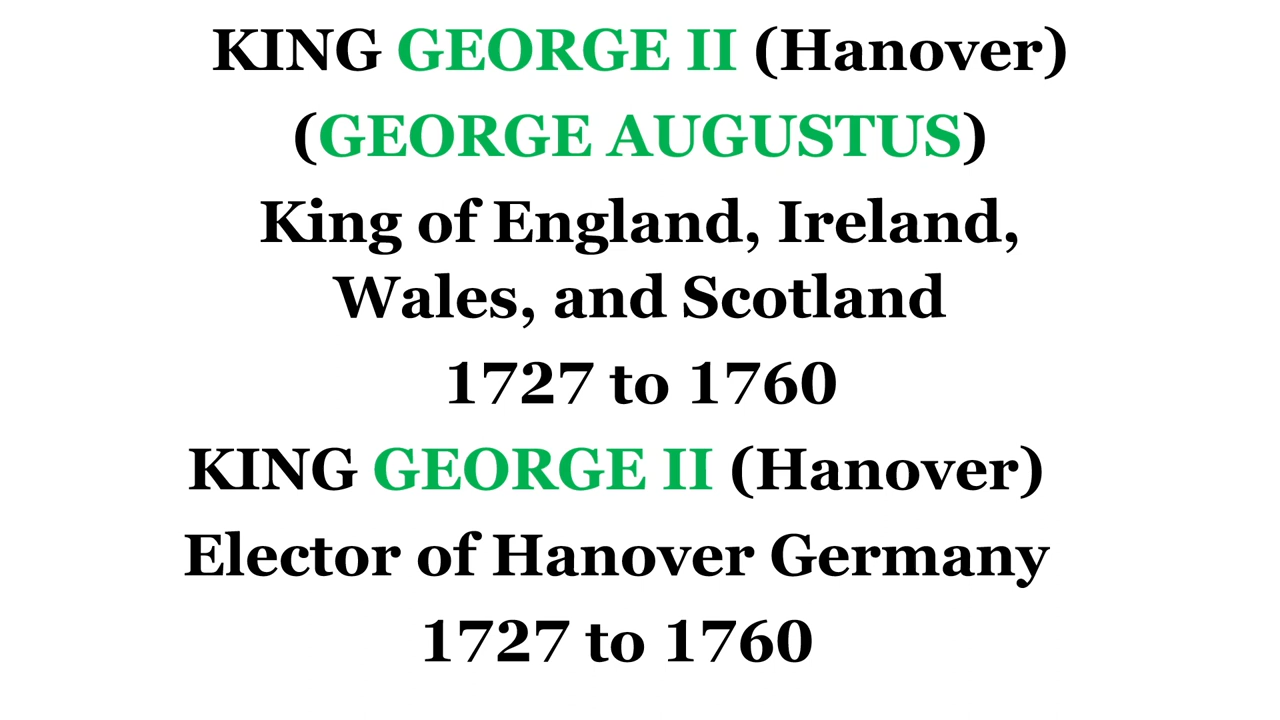 KING GEORGE II (Hanover)
(GEORGE AUGUSTUS)
King of England, Ireland,
Wales, and Scotland
1727 to 1760
KING GEORGE II (Hanover)
Elector of Hanover Germany
1727 to 1760